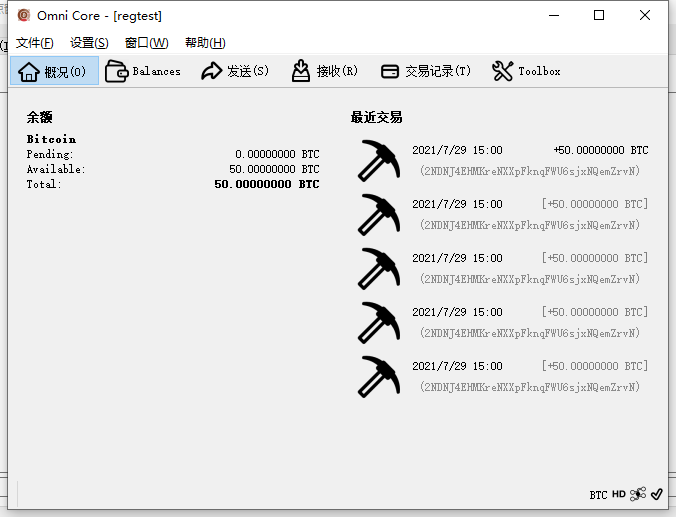 Omni Core - [regtest]
文件(F) 设置(S) 窗口(W) 帮助(H)
概况(O) Balances 发送(S) 接收(R) 交易记录(T) Toolbox
余额
Bitcoin
Pending: 0.00000000 BTC
Available: 50.00000000 BTC
Total: 50.00000000 BTC
最近交易
2021/7/29 15:00 +50.00000000 BTC
(2NDNJ4EHMKreNXXpFknqFWU6sjxNQemZrvN)
2021/7/29 15:00 [+50.00000000 BTC]
(2NDNJ4EHMKreNXXpFknqFWU6sjxNQemZrvN)
2021/7/29 15:00 [+50.00000000 BTC]
(2NDNJ4EHMKreNXXpFknqFWU6sjxNQemZrvN)
2021/7/29 15:00 [+50.00000000 BTC]
(2NDNJ4EHMKreNXXpFknqFWU6sjxNQemZrvN)
2021/7/29 15:00 [+50.00000000 BTC]
(2NDNJ4EHMKreNXXpFknqFWU6sjxNQemZrvN)
BTC HD